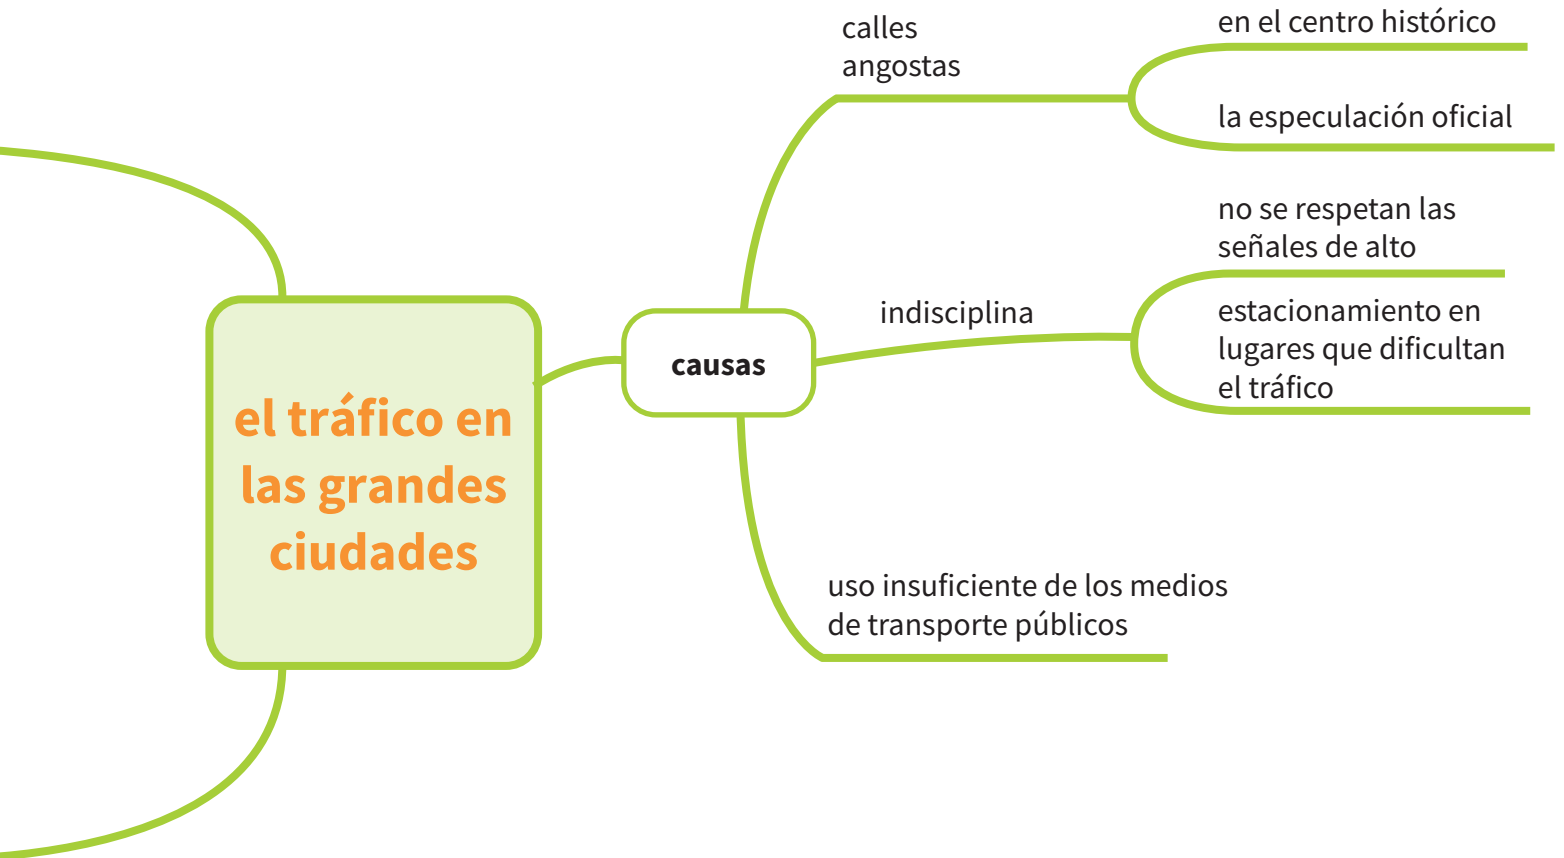 el tráfico en
las grandes
ciudades
causas
calles
angostas
en el centro histórico
la especulación oficial
indisciplina
no se respetan las
señales de alto
estacionamiento en
lugares que dificultan
el tráfico
uso insuficiente de los medios
de transporte públicos